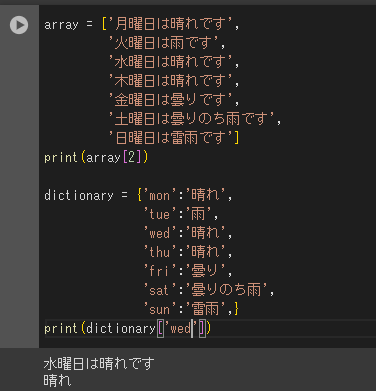 array = ['月曜日は晴れです',
'火曜日は雨です',
'水曜日は晴れです',
'木曜日は晴れです',
'金曜日は曇りです',
'土曜日は曇りのち雨です',
'日曜日は雷雨です']
print(array[2])
dictionary = {'mon':'晴れ',
'tue':'雨',
'wed':'晴れ',
'thu':'晴れ',
'fri':'曇り',
'sat':'曇りのち雨',
'sun':'雷雨',}
print(dictionary['wed'])
水曜日は晴れです
晴れ